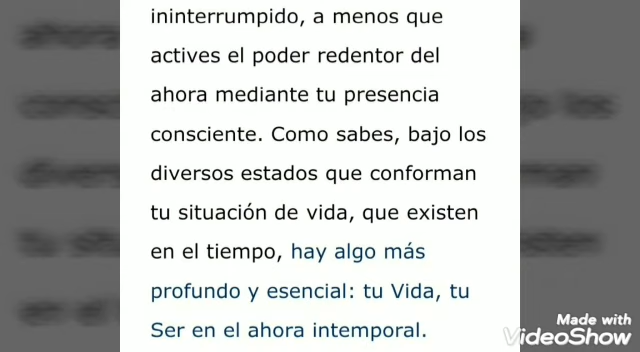 ininterrumpido, a menos que
actives el poder redentor del
ahora mediante tu presencia
consciente. Como sabes, bajo los
diversos estados que conforman
tu situación de vida, que existen
en el tiempo, hay algo más
profundo y esencial: tu Vida, tu
Ser en el ahora intemporal.
Made with
VideoShow